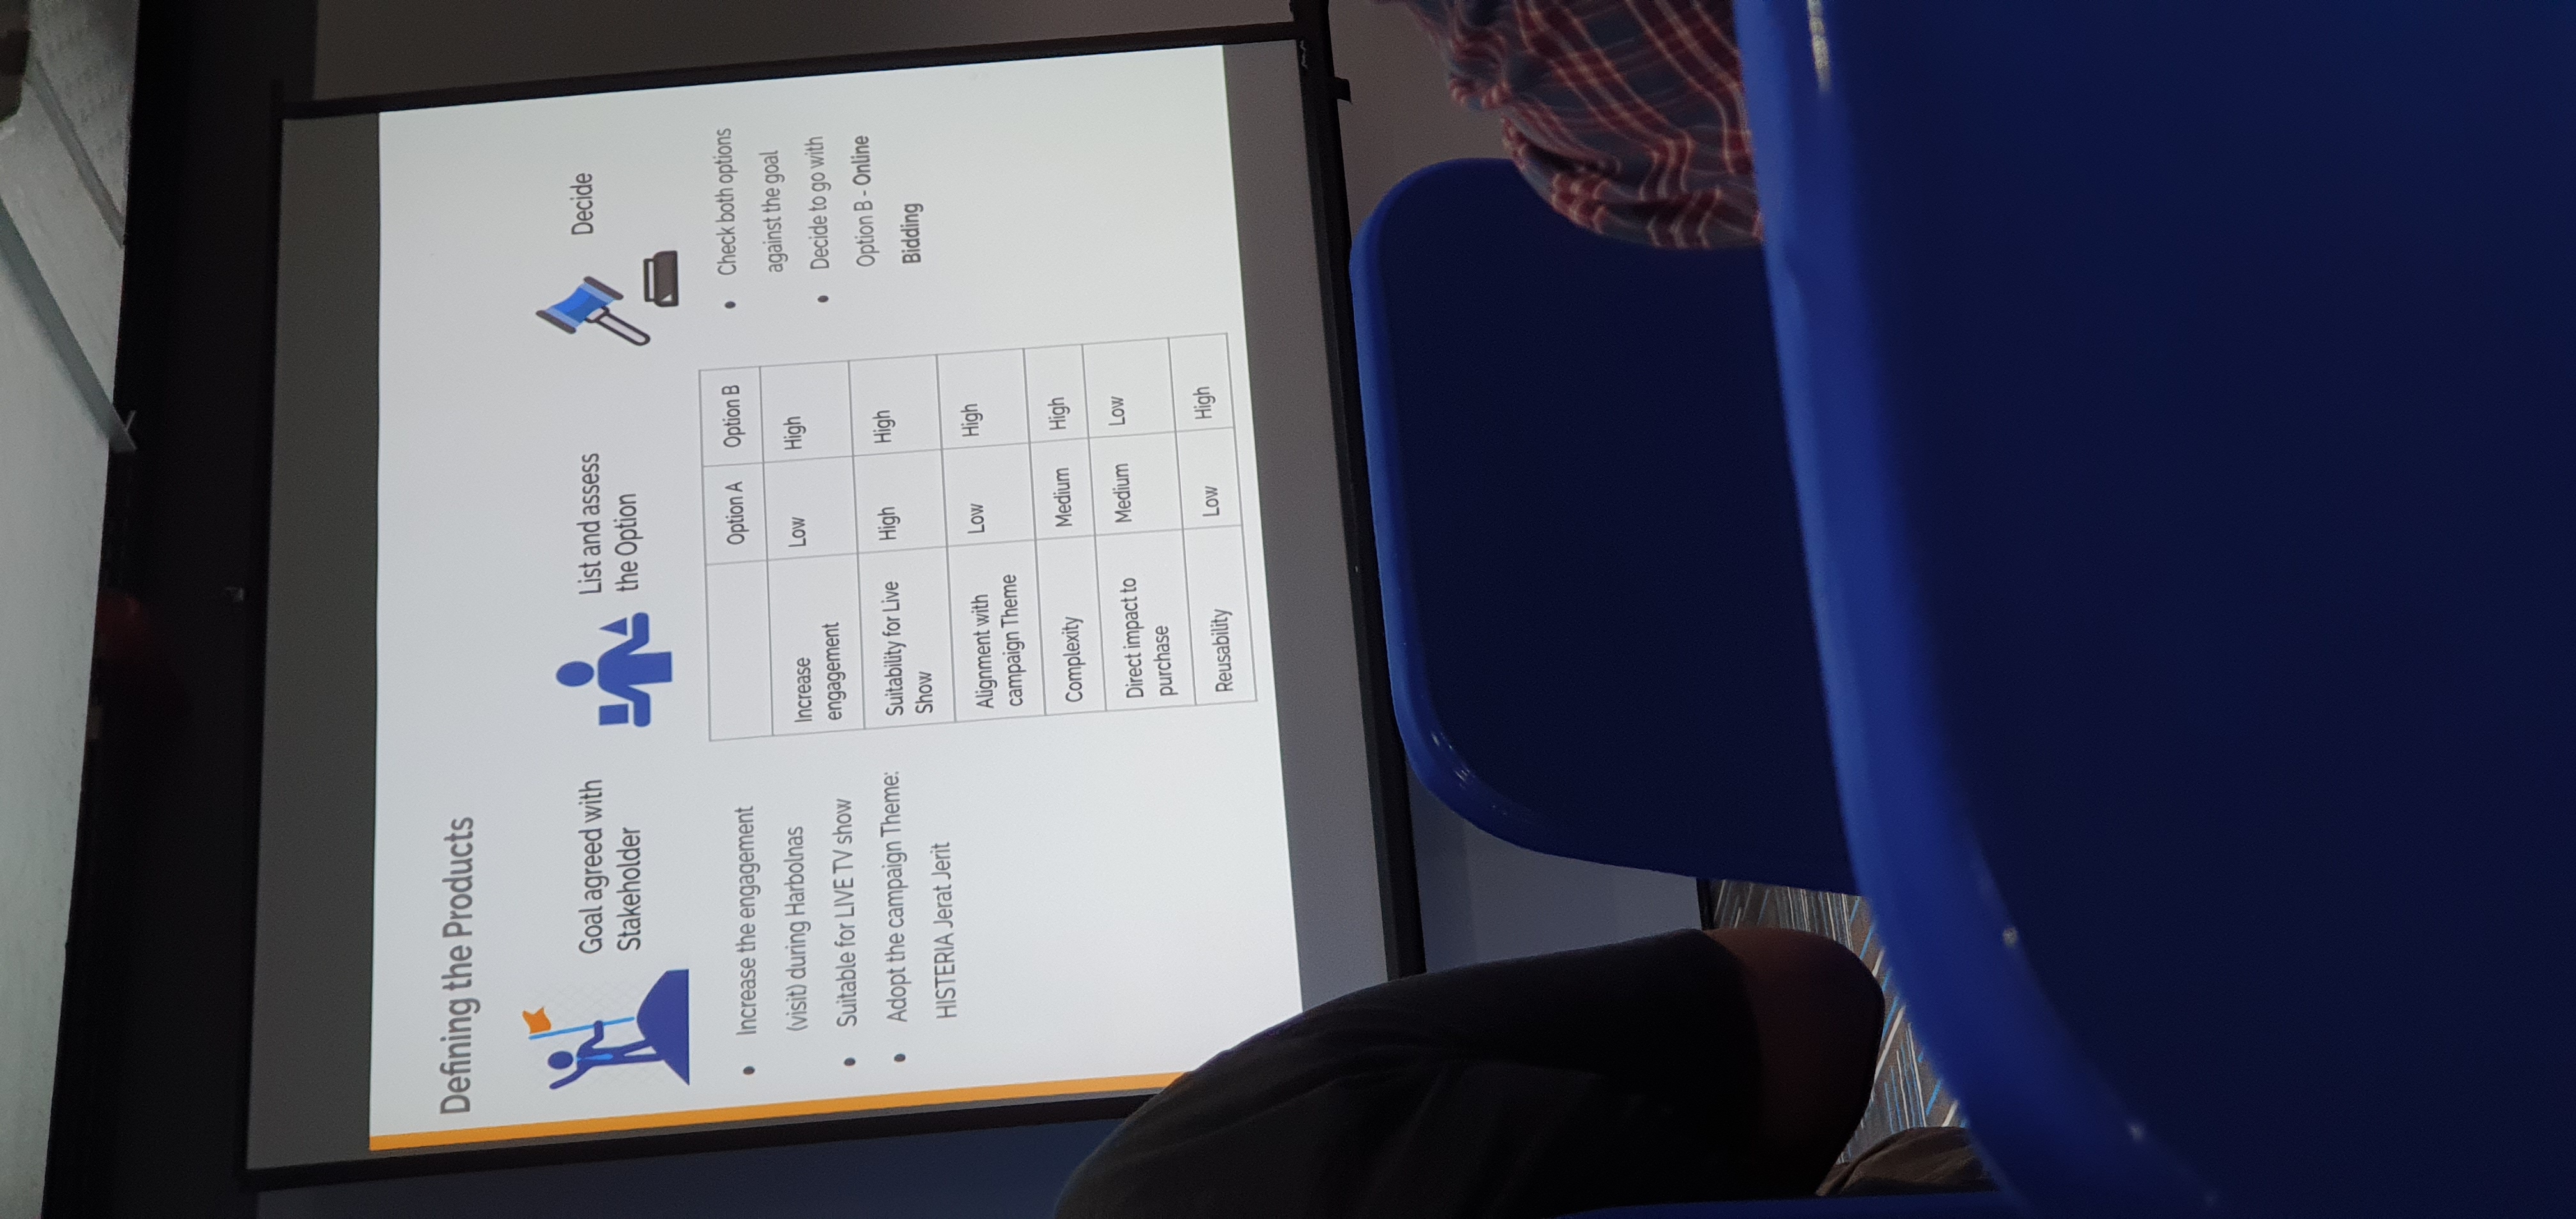 Defining the Products
Goal agreed with
Stakeholder
Increase the engagement
(visit) during Harbolnas
Suitable for LIVE TV show
Adopt the campaign Theme:
HISTERIA Jerat Jerit
List and assess
the Option
Option A Option B
Increase
engagement
Low High
Suitability for Live
Show
High High
Alignment with
campaign Theme
Low High
Complexity Medium High
Direct impact to
purchase
Medium Low
Reusability Low High
Decide
Check both options
against the goal
Decide to go with
Option B - Online
Bidding